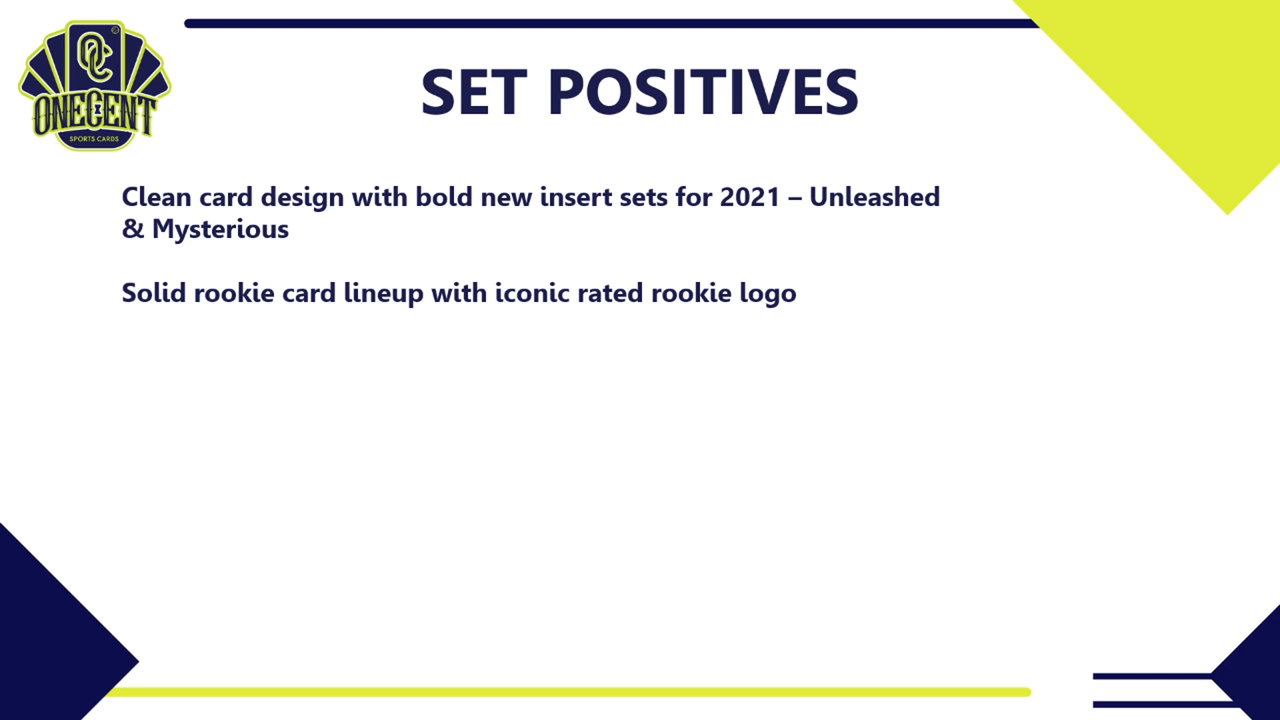 OC
ONECENT
SPORTS CARDS
SET POSITIVES
Clean card design with bold new insert sets for 2021 – Unleashed
& Mysterious
Solid rookie card lineup with iconic rated rookie logo